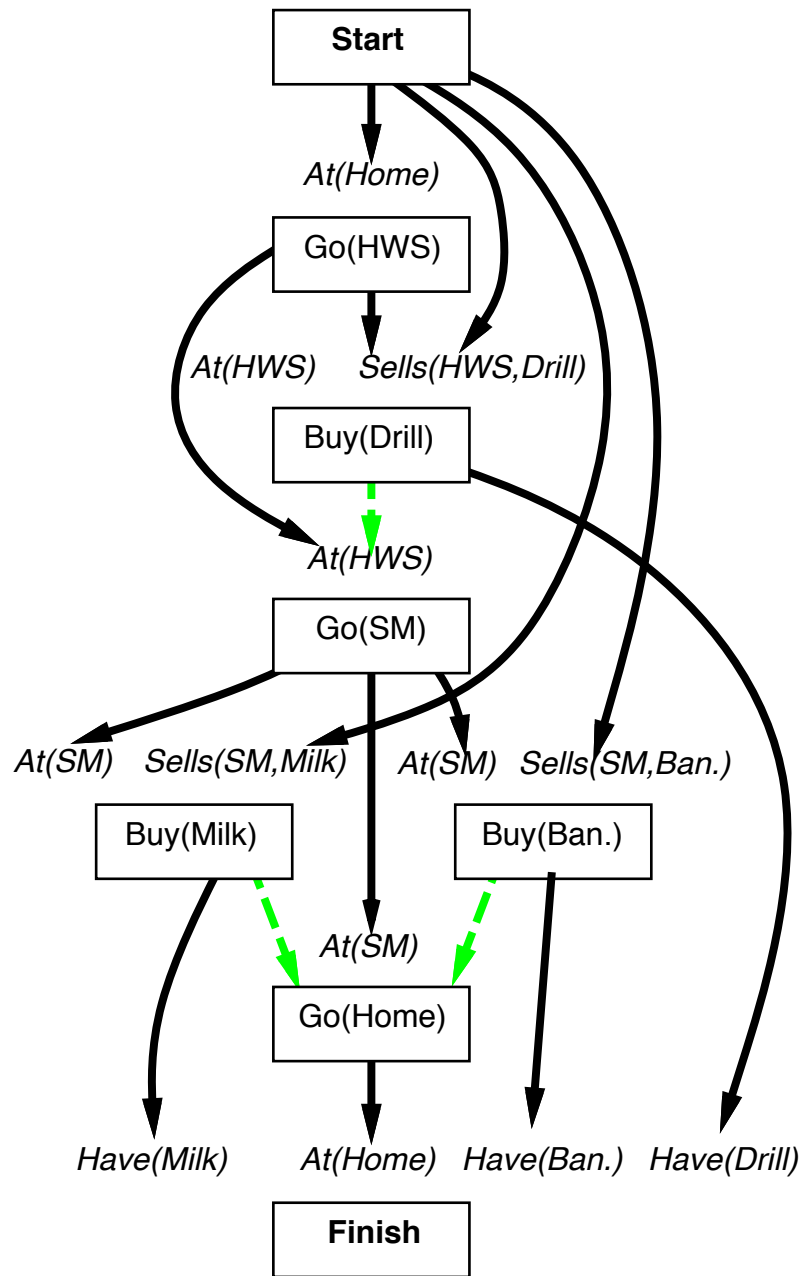 Start
At(Home)
Go(HWS)
At(HWS) Sells(HWS,Drill)
Buy(Drill)
At(HWS)
Go(SM)
At(SM) Sells(SM,Milk) At(SM) Sells(SM,Ban.)
Buy(Milk) Buy(Ban.)
At(SM)
Go(Home)
Have(Milk) At(Home) Have(Ban.) Have(Drill)
Finish